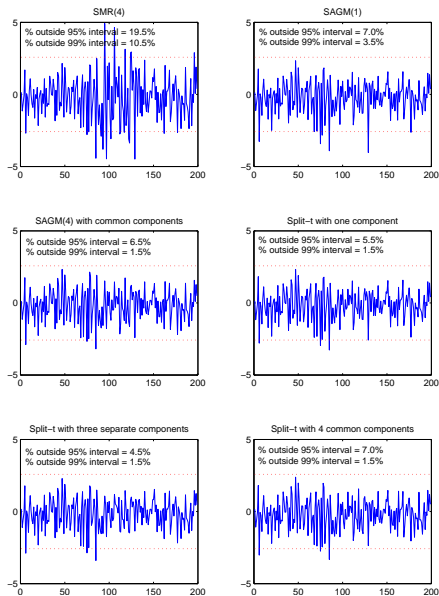 SMR(4)
5
% outside 95% interval = 19.5%
% outside 99% interval = 10.5%
0
−5
0 50 100 150 200
SAGM(1)
5
% outside 95% interval = 7.0%
% outside 99% interval = 3.5%
0
−5
0 50 100 150 200
SAGM(4) with common components
5
% outside 95% interval = 6.5%
% outside 99% interval = 1.5%
0
−5
0 50 100 150 200
Split−t with one component
5
% outside 95% interval = 5.5%
% outside 99% interval = 1.5%
0
−5
0 50 100 150 200
Split−t with three separate components
5
% outside 95% interval = 4.5%
% outside 99% interval = 1.5%
0
−5
0 50 100 150 200
Split−t with 4 common components
5
% outside 95% interval = 7.0%
% outside 99% interval = 1.5%
0
−5
0 50 100 150 200